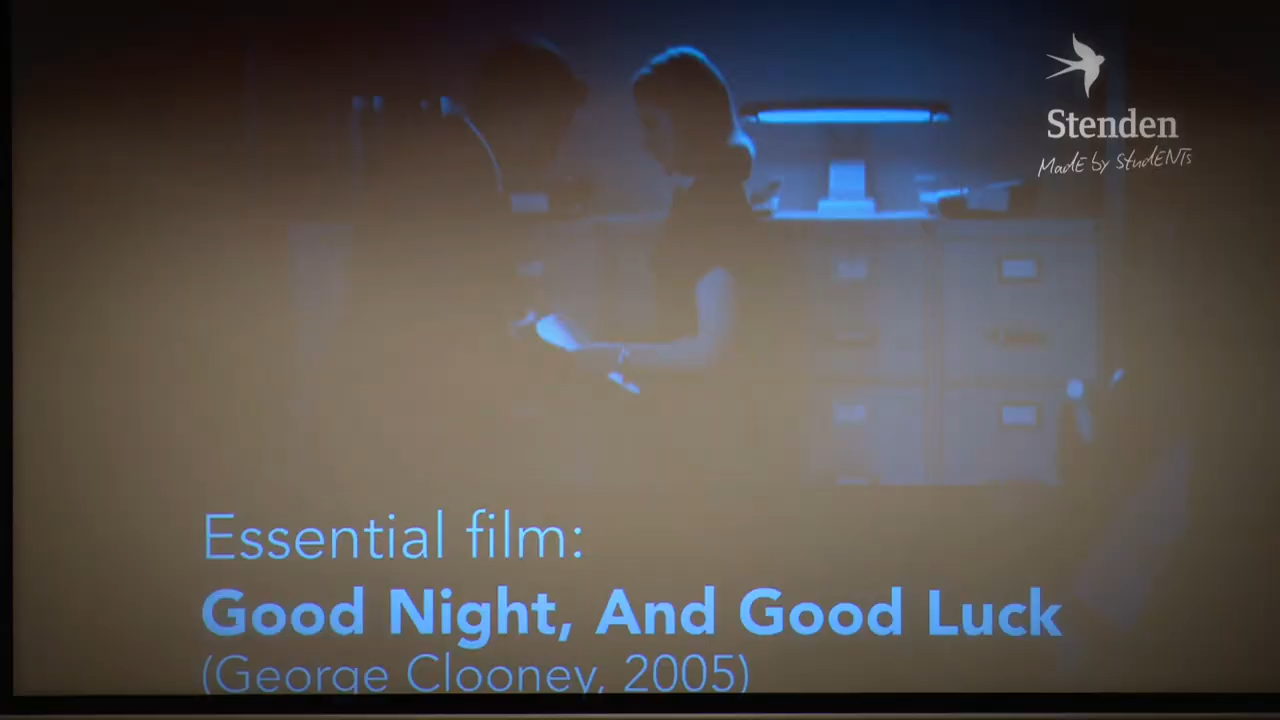 Stenden
Made by StudENTs
Essential film:
Good Night, And Good Luck
(George Clooney, 2005)